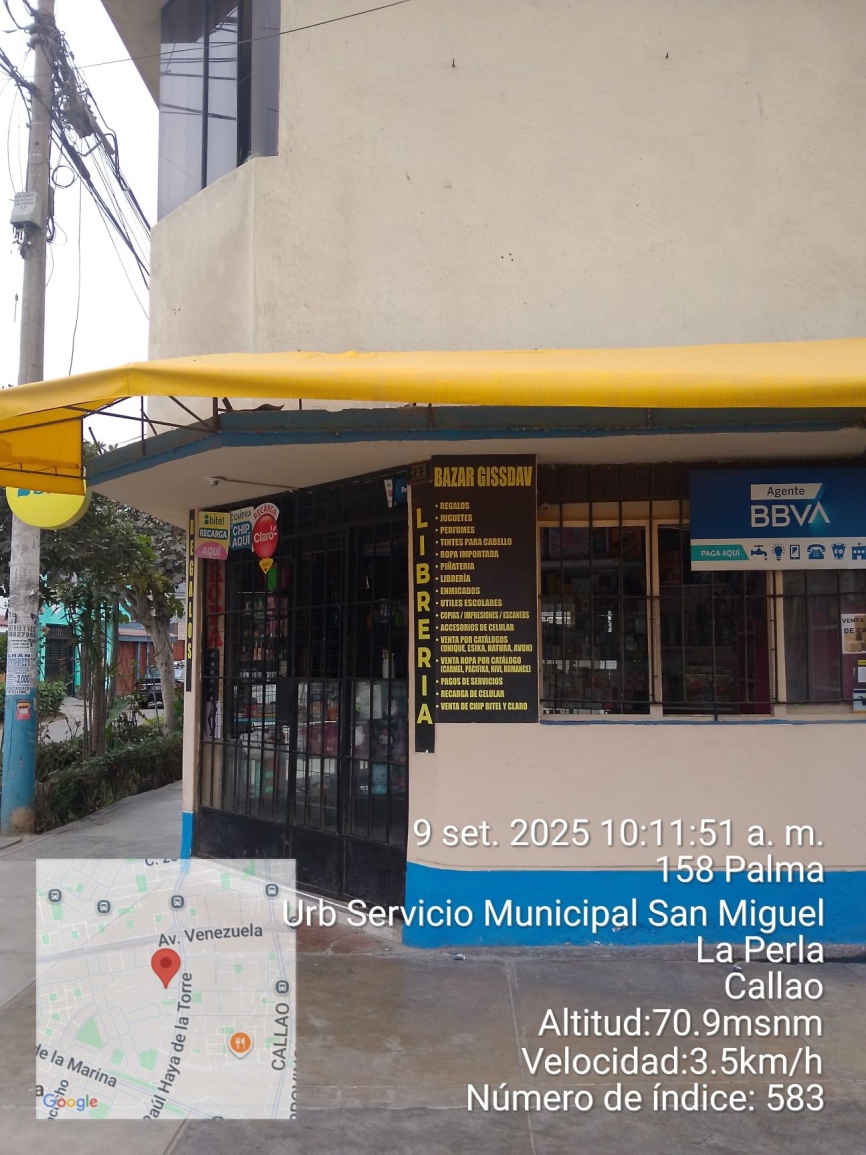 BAZAR GISSDAV
LIBRERIA
• REGALOS
• JUGUETES
• PERFUMES
• TINTES PARA CABELLO
• ROPA IMPORTADA
• PIÑATERIA
• LIBRERÍA
• ENMICADOS
• UTILES ESCOLARES
• COPIAS / IMPRESIONES / ESCANEOS
• ACCESORIOS DE CELULAR
• VENTA POR CATÁLOGOS
(UNIQUE, ESIKA, NATURA, AVON)
• VENTA ROPA POR CATÁLOGO
(CARMEL, PACIFIKA, NIVI, ROMANCE)
• PAGOS DE SERVICIOS
• RECARGA DE CELULAR
• VENTA DE CHIP BITEL Y CLARO
REGALOS
bitel
RECARGA
AQUÍ
COMPRA
CHIP
AQUÍ
RECARGA
Claro
Agente
BBVA
PAGA AQUÍ
VENTA
9 set. 2025 10:11:51 a. m.
158 Palma
Urb Servicio Municipal San Miguel
La Perla
Callao
Altitud:70.9msnm
Velocidad:3.5km/h
Número de índice: 583
Av. Venezuela
Raúl Haya de la Torre
CALLAO
de la Marina
Google